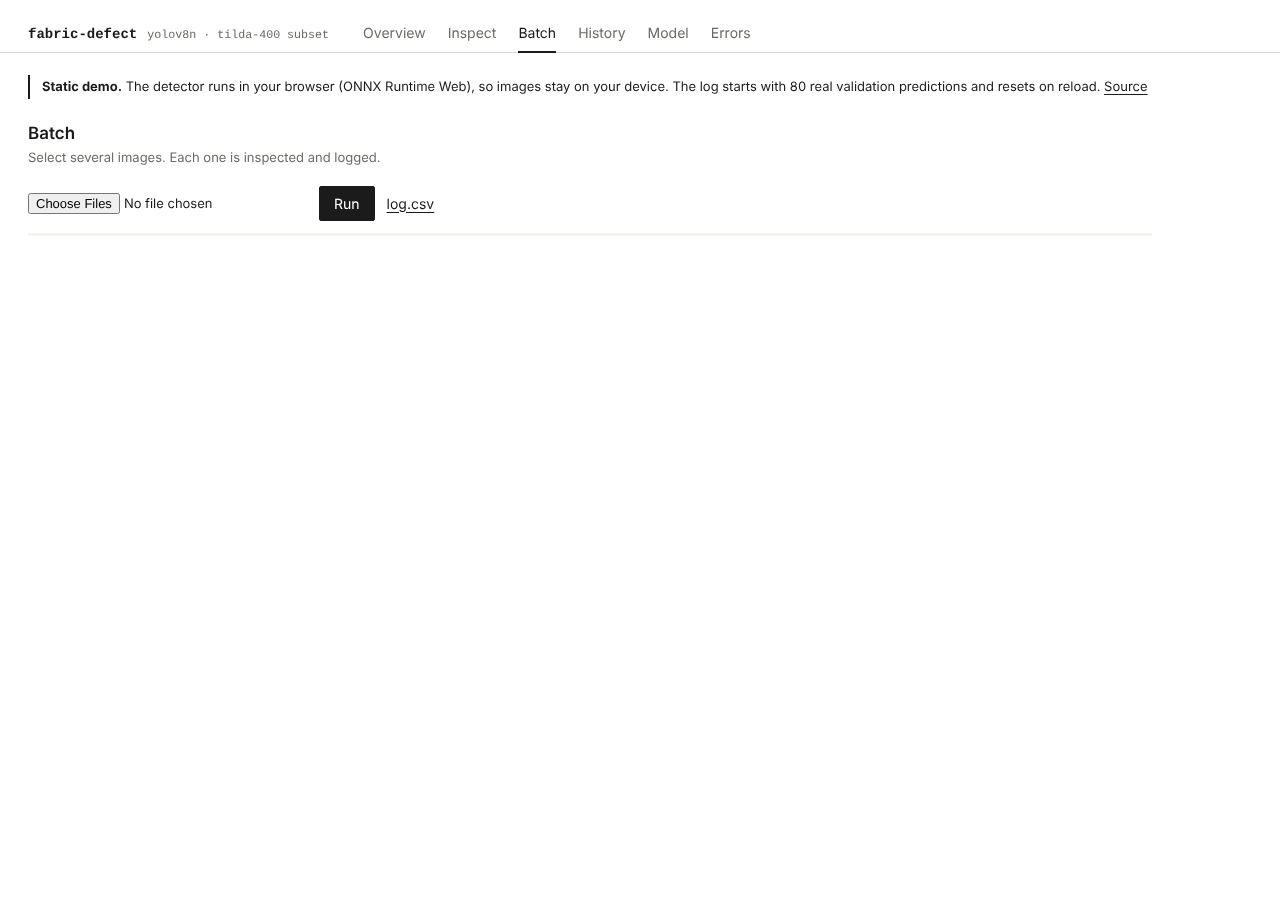 fabric-defect yolov8n · tilda-400 subset Overview Inspect Batch History Model Errors
Static demo. The detector runs in your browser (ONNX Runtime Web), so images stay on your device. The log starts with 80 real validation predictions and resets on reload. Source
Batch
Select several images. Each one is inspected and logged.
Choose Files No file chosen Run log.csv